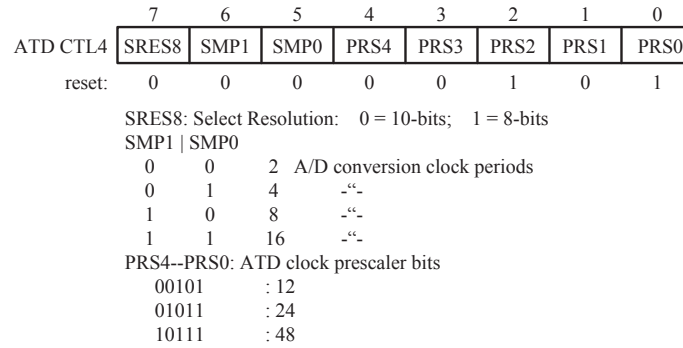 7 6 5 4 3 2 1 0
ATD CTL4 SRES8 SMP1 SMP0 PRS4 PRS3 PRS2 PRS1 PRS0
reset: 0 0 0 0 0 1 0 1
SRES8: Select Resolution: 0 = 10-bits; 1 = 8-bits
SMP1 | SMP0
0 0 2 A/D conversion clock periods
0 1 4 -“-
1 0 8 -“-
1 1 16 -“-
PRS4--PRS0: ATD clock prescaler bits
00101 : 12
01011 : 24
10111 : 48